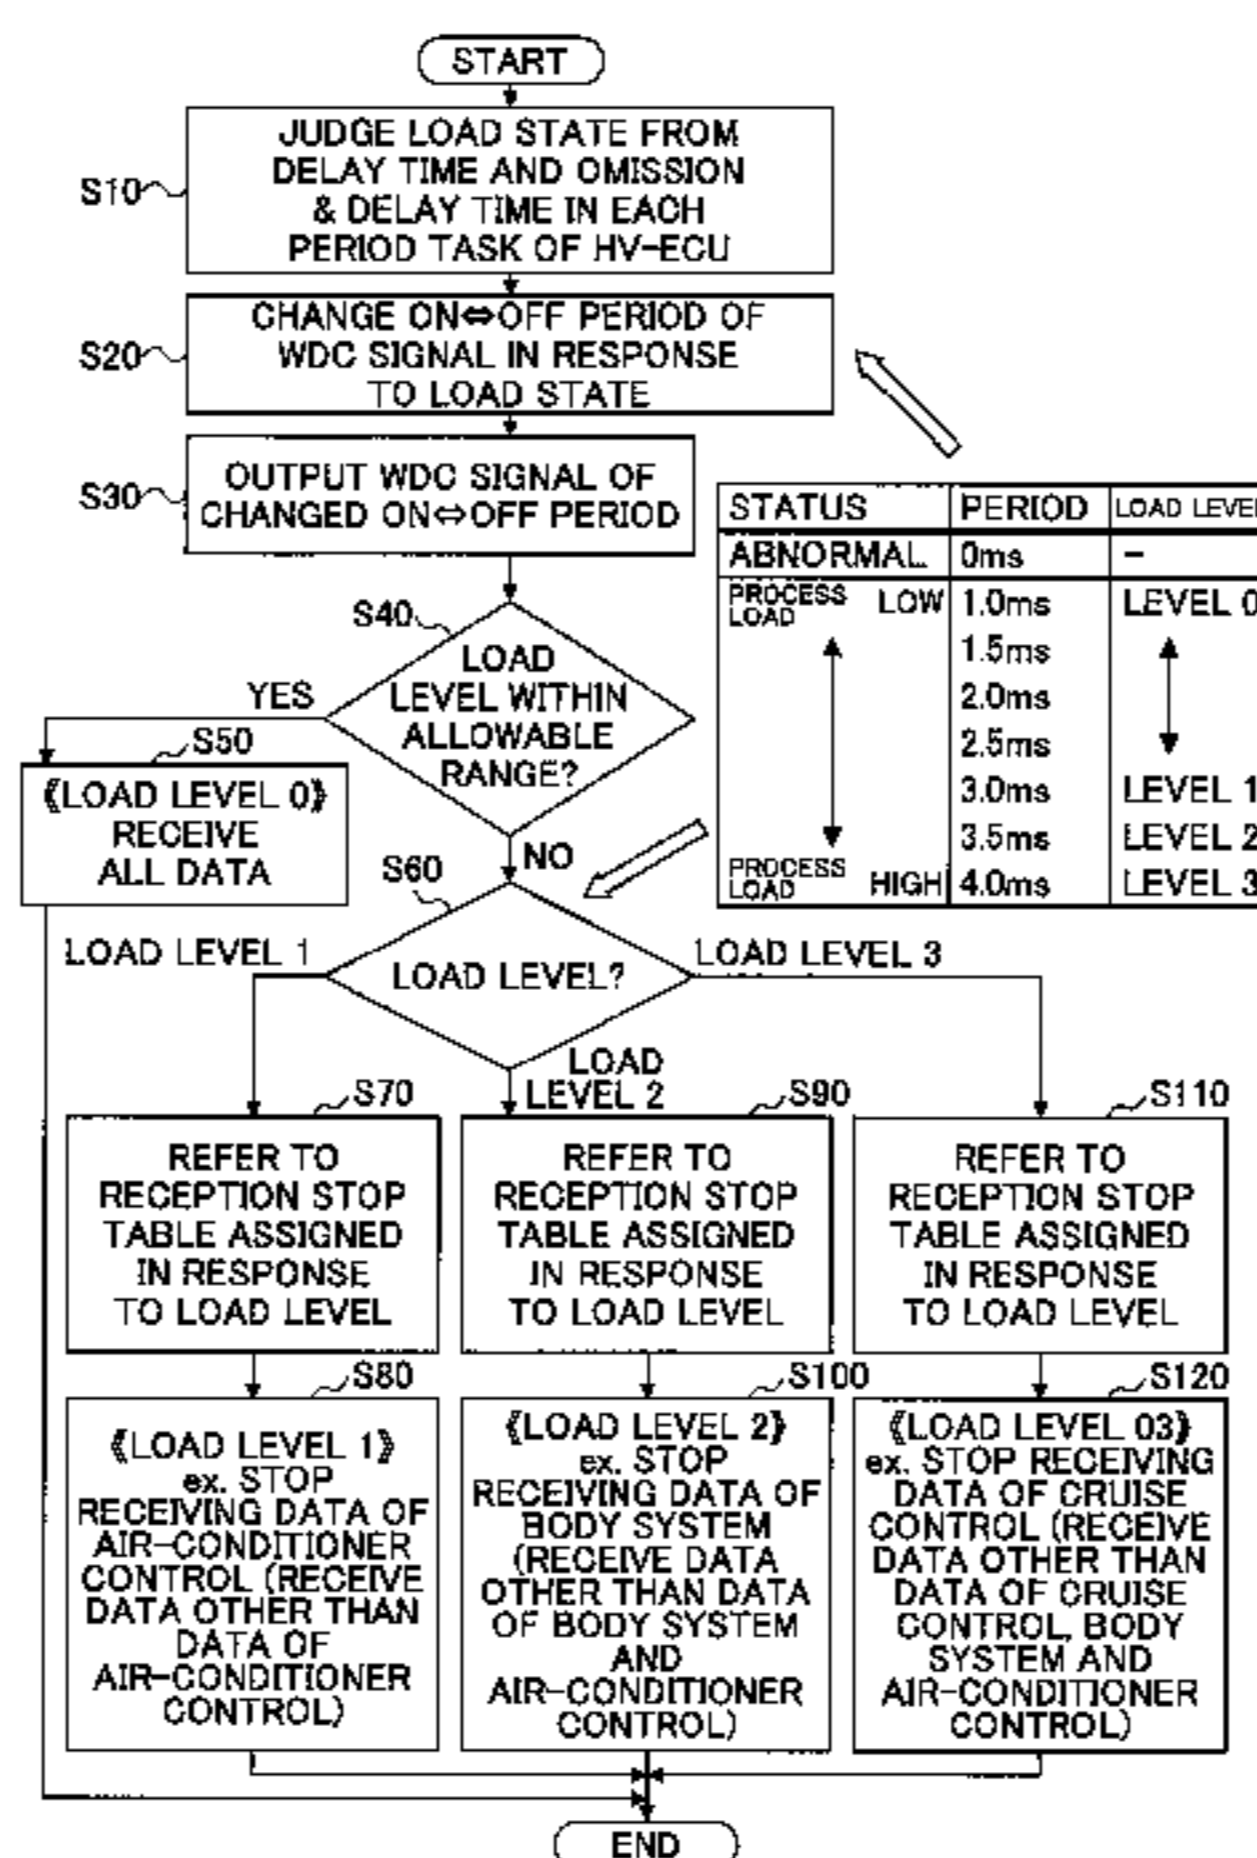 START
JUDGE LOAD STATE FROM
DELAY TIME AND OMISSION
& DELAY TIME IN EACH
PERIOD TASK OF HV-ECU
S10
CHANGE ON⇔OFF PERIOD OF
WDC SIGNAL IN RESPONSE
TO LOAD STATE
S20
OUTPUT WDC SIGNAL OF
CHANGED ON⇔OFF PERIOD
S30
STATUS PERIOD LOAD LEVEL
ABNORMAL 0ms -
PROCESS
LOAD LOW 1.0ms LEVEL 0
1.5ms
2.0ms
2.5ms
3.0ms LEVEL 1
3.5ms LEVEL 2
PROCESS
LOAD HIGH 4.0ms LEVEL 3
S40
LOAD
LEVEL WITHIN
ALLOWABLE
RANGE?
YES
S50
《LOAD LEVEL 0》
RECEIVE
ALL DATA
NO
S60
LOAD LEVEL?
LOAD LEVEL 1
LOAD
LEVEL 2
LOAD LEVEL 3
S70
REFER TO
RECEPTION STOP
TABLE ASSIGNED
IN RESPONSE
TO LOAD LEVEL
S90
REFER TO
RECEPTION STOP
TABLE ASSIGNED
IN RESPONSE
TO LOAD LEVEL
S110
REFER TO
RECEPTION STOP
TABLE ASSIGNED
IN RESPONSE
TO LOAD LEVEL
S80
《LOAD LEVEL 1》
ex. STOP
RECEIVING DATA OF
AIR-CONDITIONER
CONTROL (RECEIVE
DATA OTHER THAN
DATA OF
AIR-CONDITIONER
CONTROL)
S100
《LOAD LEVEL 2》
ex. STOP
RECEIVING DATA OF
BODY SYSTEM
(RECEIVE DATA
OTHER THAN DATA
OF BODY SYSTEM
AND
AIR-CONDITIONER
CONTROL)
S120
《LOAD LEVEL 03》
ex. STOP RECEIVING
DATA OF CRUISE
CONTROL (RECEIVE
DATA OTHER THAN
DATA OF CRUISE
CONTROL, BODY
SYSTEM AND
AIR-CONDITIONER
CONTROL)
END